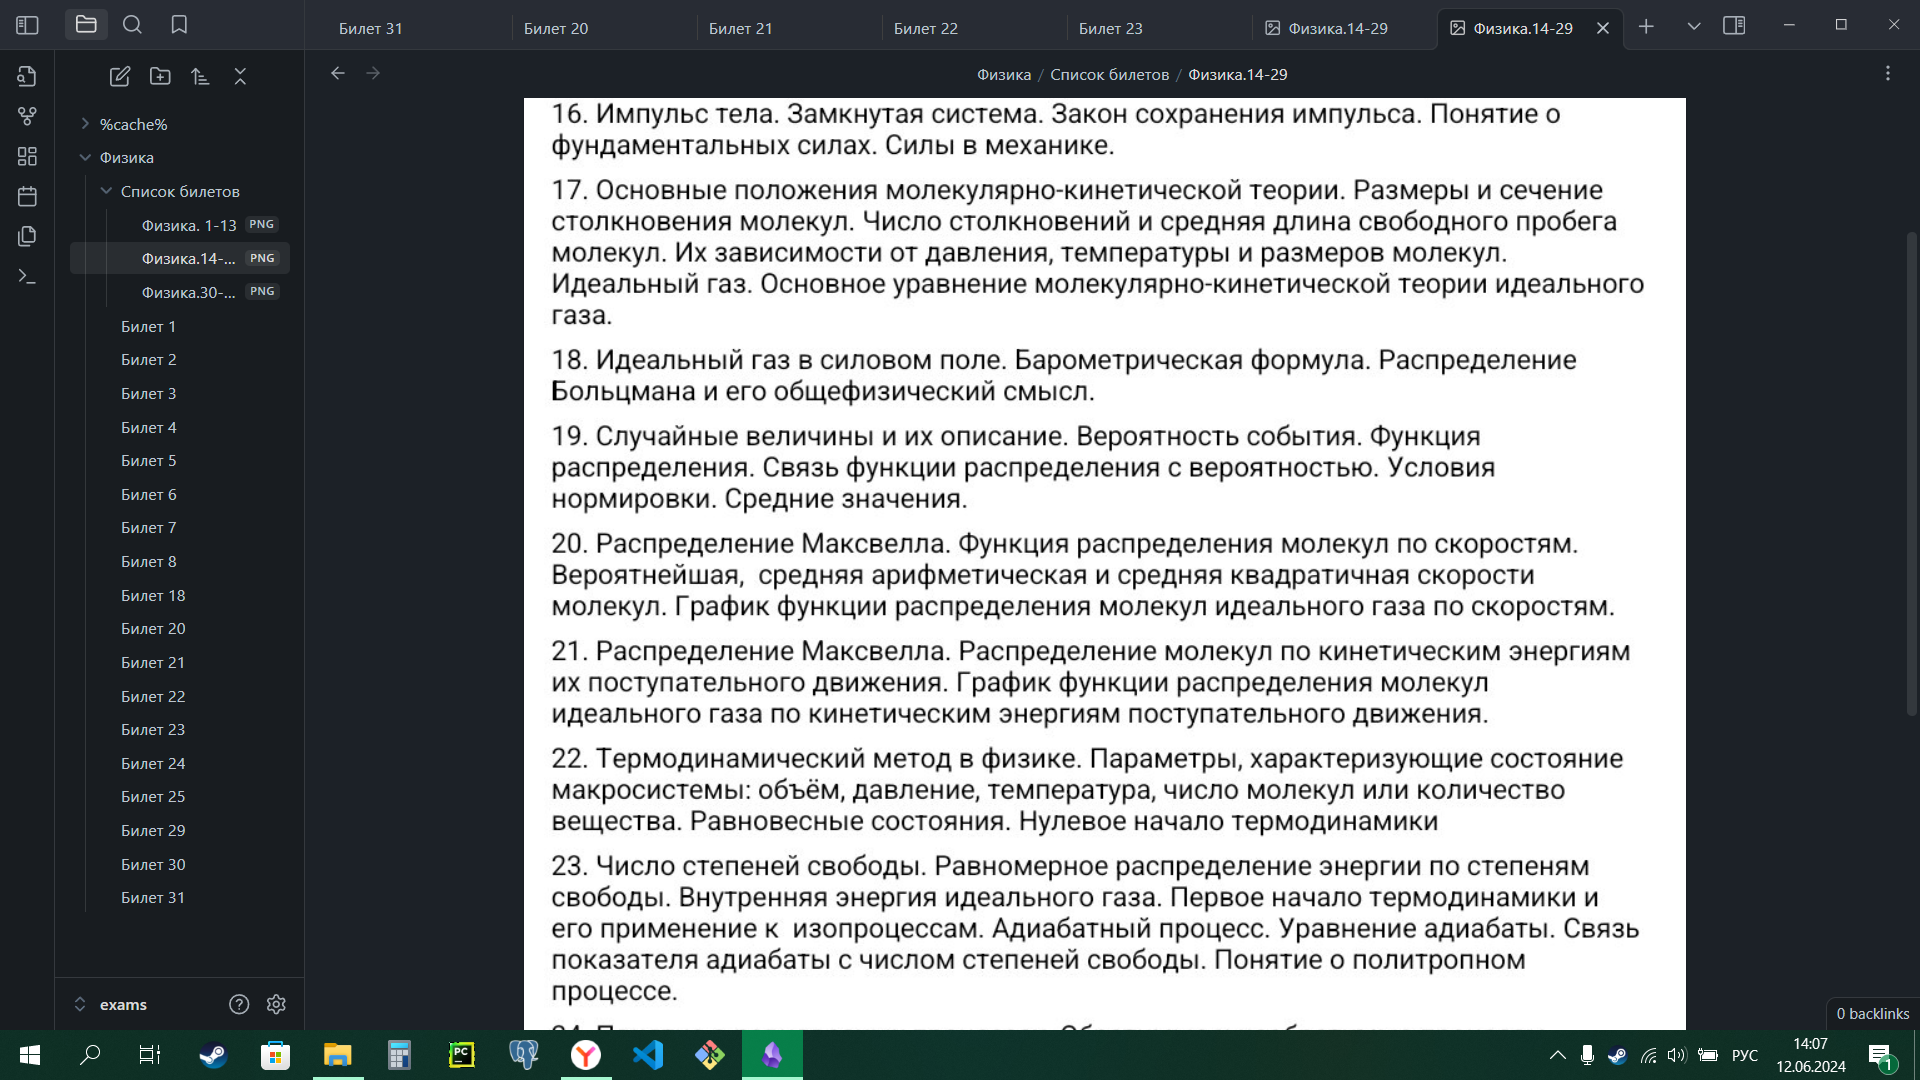 Билет 31
Билет 20
Билет 21
Билет 22
Билет 23
Физика.14-29
Физика.14-29
Физика / Список билетов / Физика.14-29
%cache%
Физика
Список билетов
Физика. 1-13 PNG
Физика.14-... PNG
Физика.30-... PNG
Билет 1
Билет 2
Билет 3
Билет 4
Билет 5
Билет 6
Билет 7
Билет 8
Билет 18
Билет 20
Билет 21
Билет 22
Билет 23
Билет 24
Билет 25
Билет 29
Билет 30
Билет 31
exams
16. Импульс тела. Замкнутая система. Закон сохранения импульса. Понятие о
фундаментальных силах. Силы в механике.
17. Основные положения молекулярно-кинетической теории. Размеры и сечение
столкновения молекул. Число столкновений и средняя длина свободного пробега
молекул. Их зависимости от давления, температуры и размеров молекул.
Идеальный газ. Основное уравнение молекулярно-кинетической теории идеального
газа.
18. Идеальный газ в силовом поле. Барометрическая формула. Распределение
Больцмана и его общефизический смысл.
19. Случайные величины и их описание. Вероятность события. Функция
распределения. Связь функции распределения с вероятностью. Условия
нормировки. Средние значения.
20. Распределение Максвелла. Функция распределения молекул по скоростям.
Вероятнейшая, средняя арифметическая и средняя квадратичная скорости
молекул. График функции распределения молекул идеального газа по скоростям.
21. Распределение Максвелла. Распределение молекул по кинетическим энергиям
их поступательного движения. График функции распределения молекул
идеального газа по кинетическим энергиям поступательного движения.
22. Термодинамический метод в физике. Параметры, характеризующие состояние
макросистемы: объём, давление, температура, число молекул или количество
вещества. Равновесные состояния. Нулевое начало термодинамики
23. Число степеней свободы. Равномерное распределение энергии по степеням
свободы. Внутренняя энергия идеального газа. Первое начало термодинамики и
его применение к изопроцессам. Адиабатный процесс. Уравнение адиабаты. Связь
показателя адиабаты с числом степеней свободы. Понятие о политропном
процессе.
0 backlinks
PC
РУС
14:07
12.06.2024
1